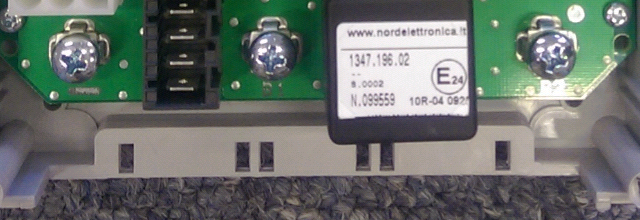 www.nordelettronica.it
1347.196.02
--
S.0002
E24
N.099559
10R-04 092